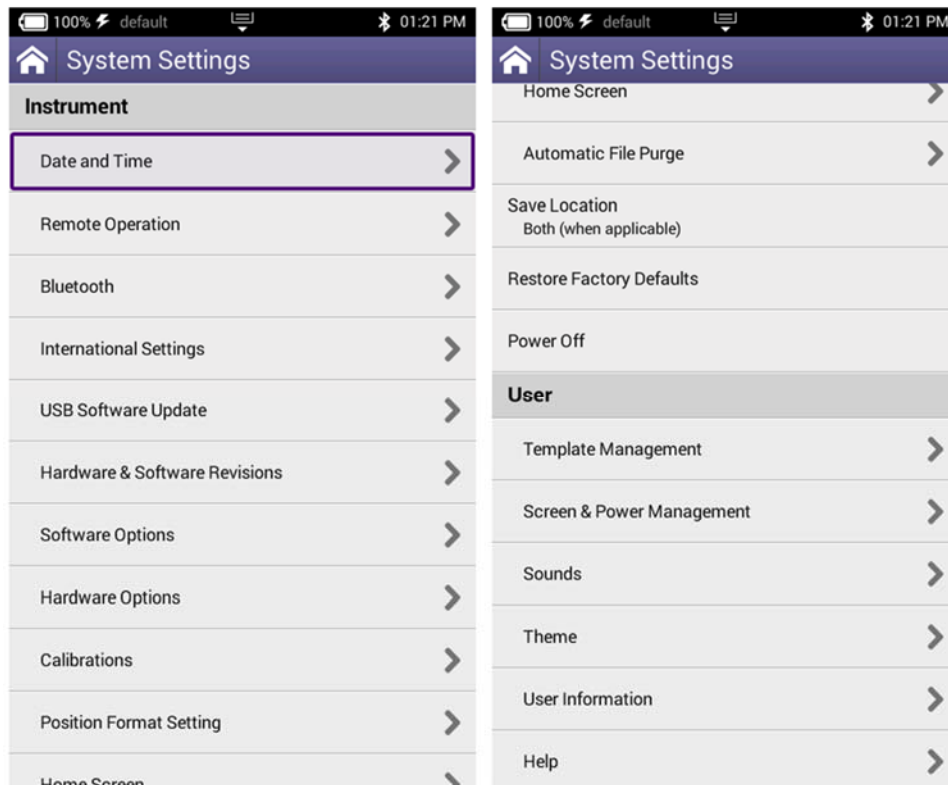 100% default 01:21 PM
System Settings
Instrument
Date and Time
Remote Operation
Bluetooth
International Settings
USB Software Update
Hardware & Software Revisions
Software Options
Hardware Options
Calibrations
Position Format Setting
Home Screen
100% default 01:21 PM
System Settings
Home Screen
Automatic File Purge
Save Location
Both (when applicable)
Restore Factory Defaults
Power Off
User
Template Management
Screen & Power Management
Sounds
Theme
User Information
Help